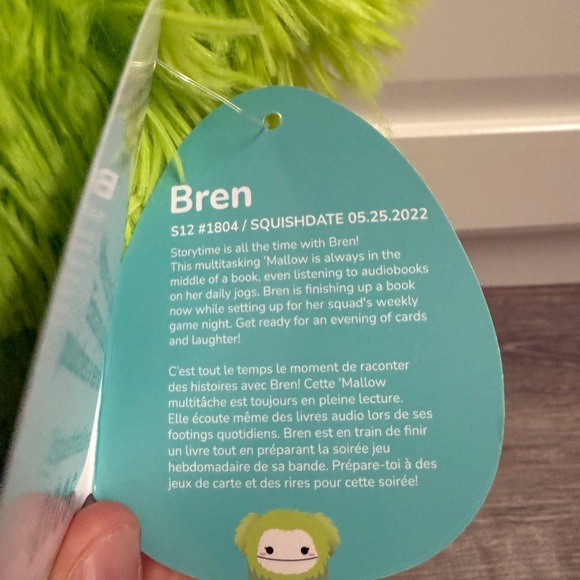 Bren
S12 #1804 / SQUISHDATE 05.25.2022
Storytime is all the time with Bren!
This multitasking 'Mallow is always in the
middle of a book, even listening to audiobooks
on her daily jogs. Bren is finishing up a book
now while setting up for her squad's weekly
game night. Get ready for an evening of cards
and laughter!
C'est tout le temps le moment de raconter
des histoires avec Bren! Cette 'Mallow
multitâche est toujours en pleine lecture.
Elle écoute même des livres audio lors de ses
footings quotidiens. Bren est en train de finir
un livre tout en préparant la soirée jeu
hebdomadaire de sa bande. Prépare-toi à des
jeux de carte et des rires pour cette soirée!